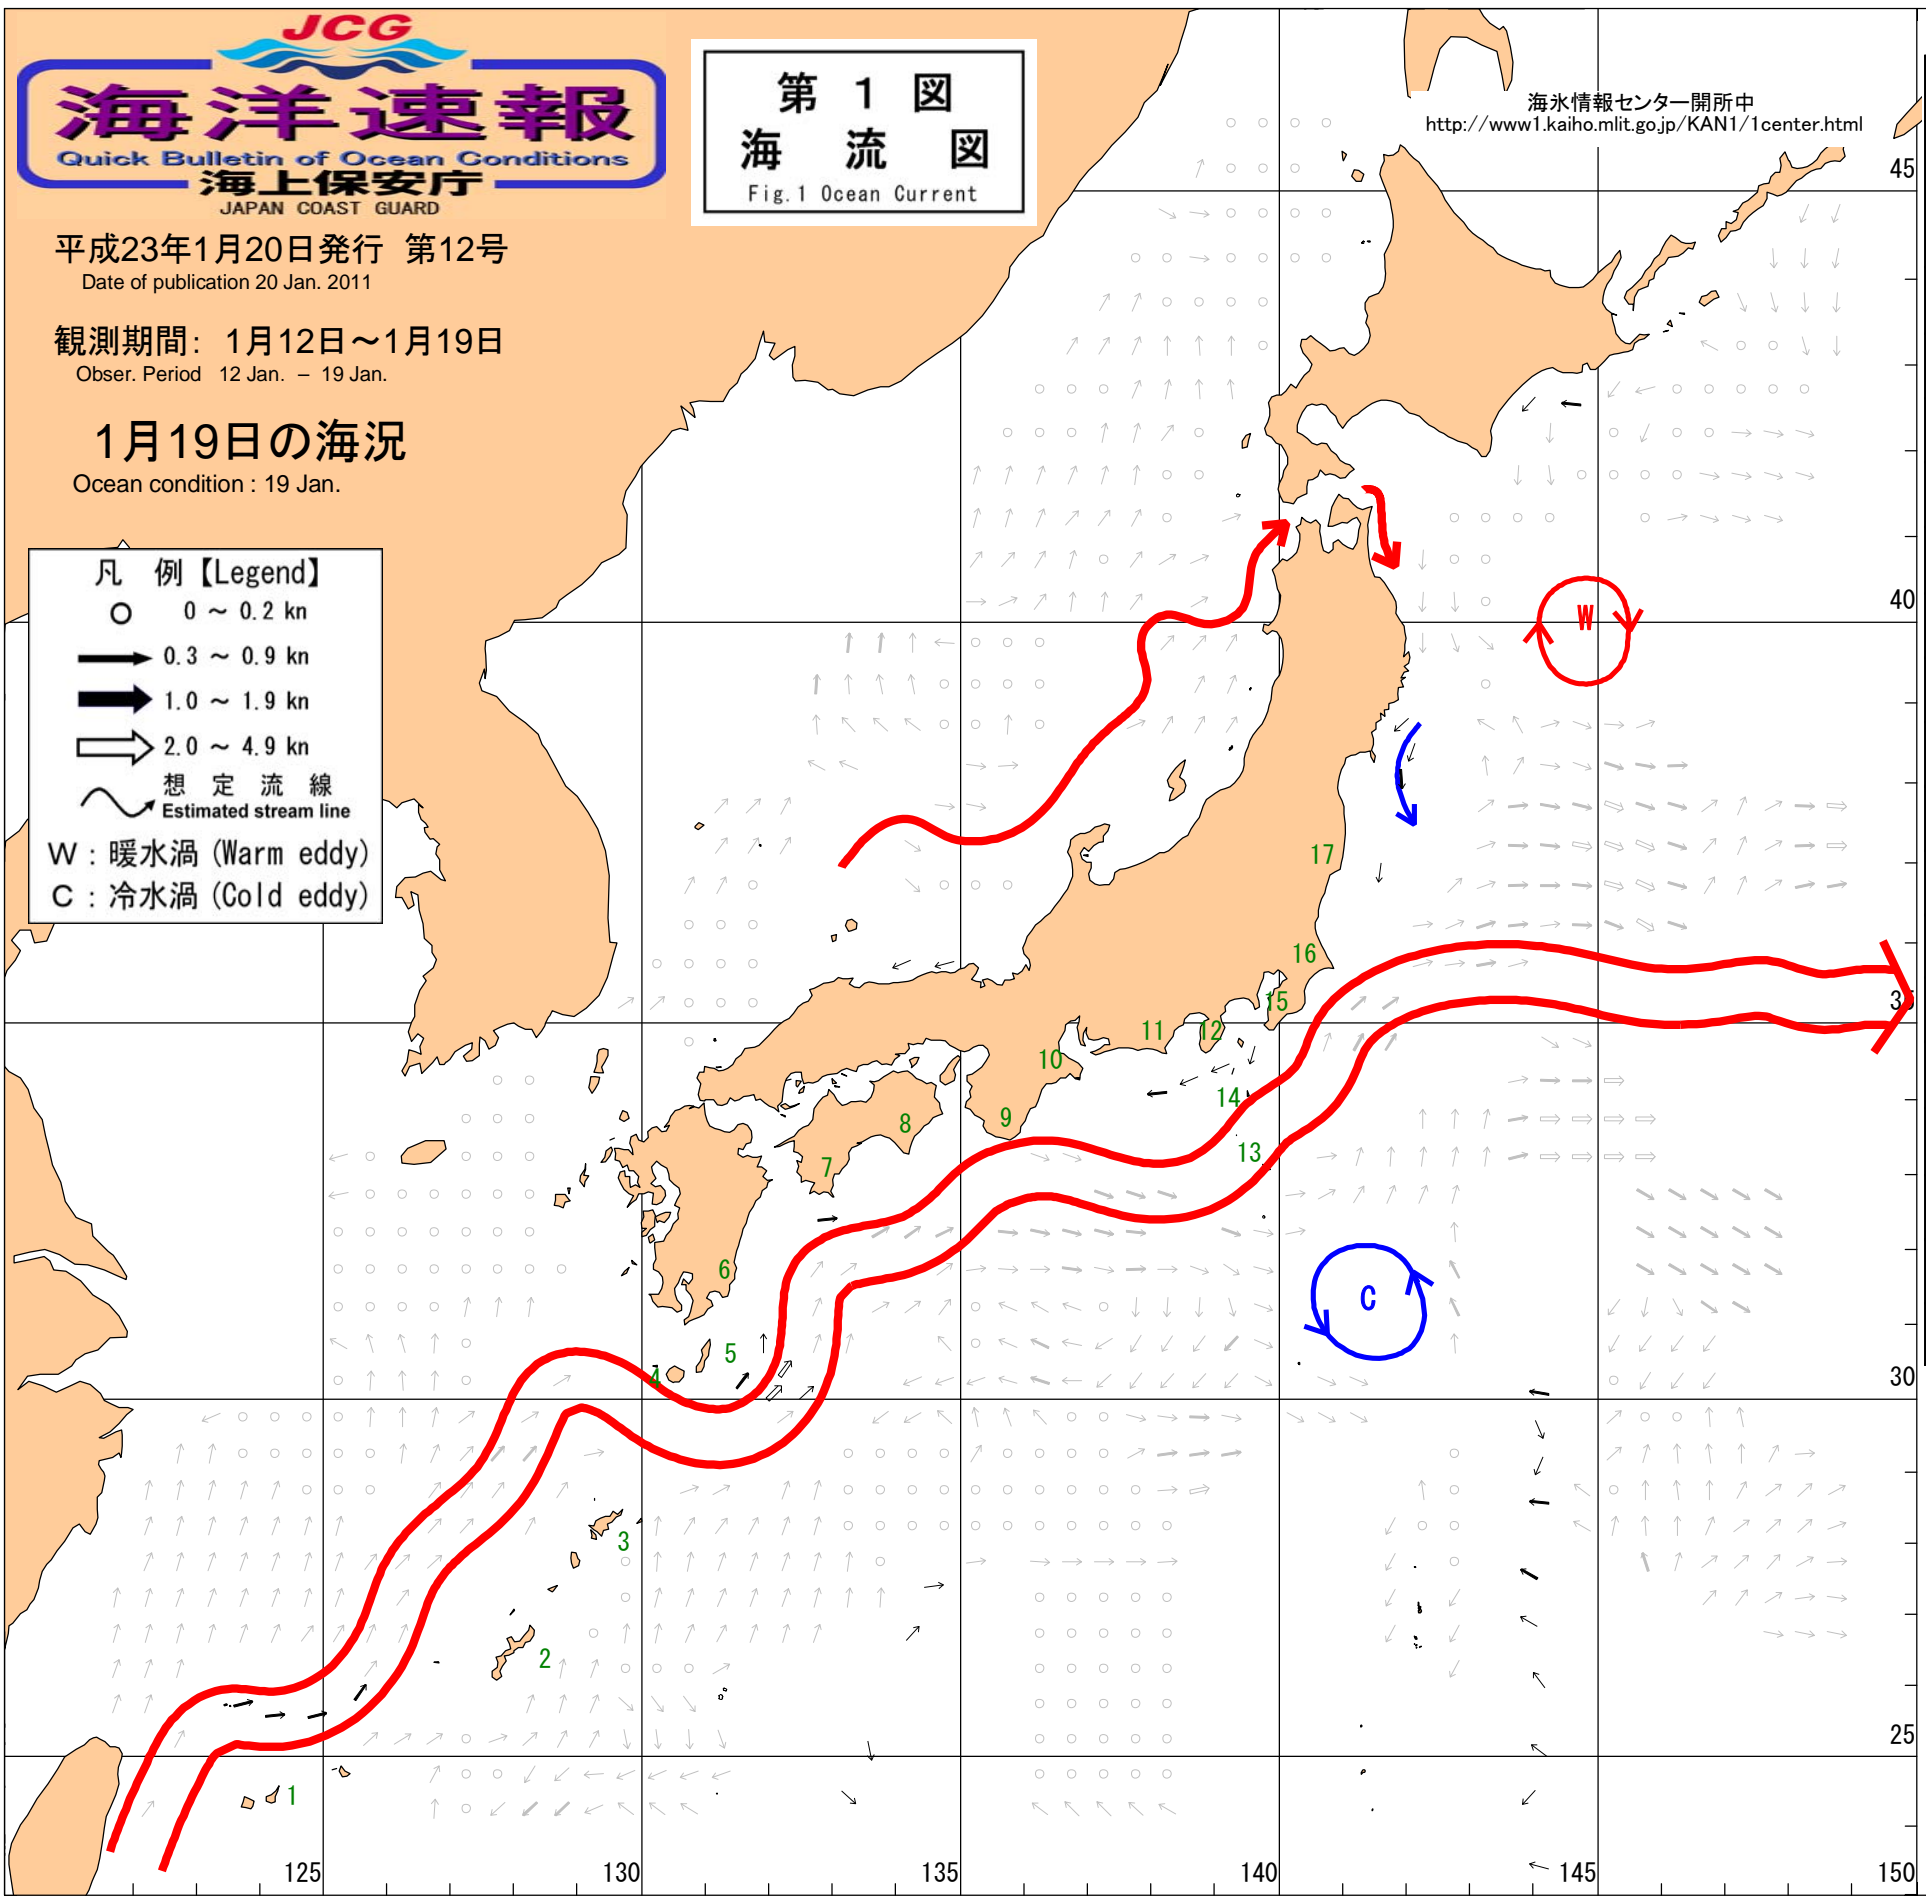 JCG
海洋速報
Quick Bulletin of Ocean Conditions
海上保安庁
JAPAN COAST GUARD
第 1 図
海 流 図
Fig.1 Ocean Current
海氷情報センター開所中
http://www1.kaiho.mlit.go.jp/KAN1/1center.html
平成23年1月20日発行 第12号
Date of publication 20 Jan. 2011
観測期間: 1月12日～1月19日
Obser. Period 12 Jan. – 19 Jan.
1月19日の海況
Ocean condition : 19 Jan.
凡 例【Legend】
0 ～ 0.2 kn
0.3 ～ 0.9 kn
1.0 ～ 1.9 kn
2.0 ～ 4.9 kn
想 定 流 線
Estimated stream line
W : 暖水渦 (Warm eddy)
C : 冷水渦 (Cold eddy)
45
40
W
17
16
35
15
12
11
10
14
9
8
13
7
6
C
5
4
30
3
2
25
1
125
130
135
140
145
150